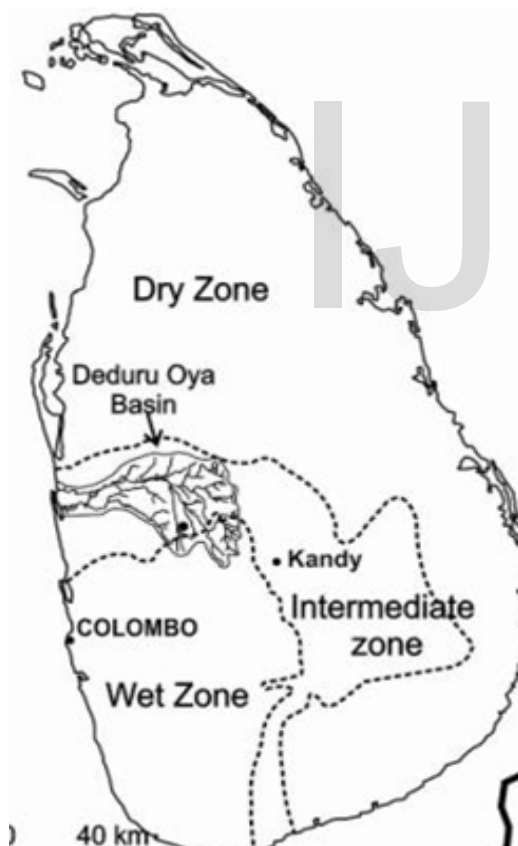 IJ
Dry Zone
Deduru Oya
Basin
Kandy
Intermediate
zone
COLOMBO
Wet Zone
40 km